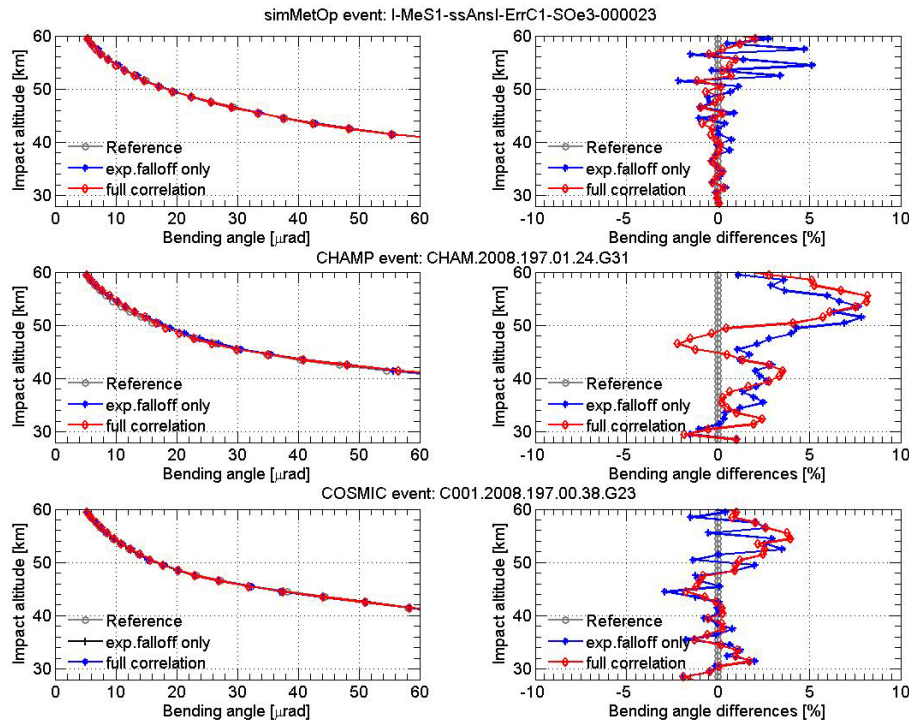 simMetOp event: I-MeS1-ssAnsI-ErrC1-SOe3-000023
60
50
40
30
Impact altitude [km]
Reference
exp.falloff only
full correlation
0 10 20 30 40 50 60
Bending angle [μrad]
60
50
40
30
Impact altitude [km]
Reference
exp.falloff only
full correlation
-10 -5 0 5 10
Bending angle differences [%]
CHAMP event: CHAM.2008.197.01.24.G31
60
50
40
30
Impact altitude [km]
Reference
exp.falloff only
full correlation
0 10 20 30 40 50 60
Bending angle [μrad]
60
50
40
30
Impact altitude [km]
Reference
exp.falloff only
full correlation
-10 -5 0 5 10
Bending angle differences [%]
COSMIC event: C001.2008.197.00.38.G23
60
50
40
30
Impact altitude [km]
Reference
exp.falloff only
full correlation
0 10 20 30 40 50 60
Bending angle [μrad]
60
50
40
30
Impact altitude [km]
Reference
exp.falloff only
full correlation
-10 -5 0 5 10
Bending angle differences [%]